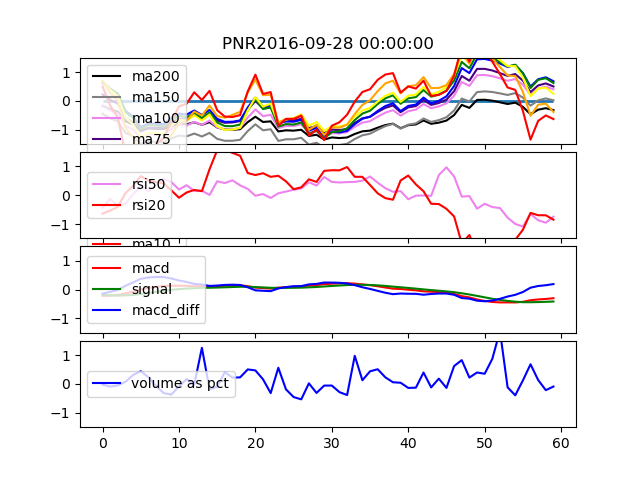 PNR2016-09-28 00:00:00
1
0
−1
ma200
ma150
ma100
ma75
1
0
−1
rsi50
rsi20
ma10
1
0
−1
macd
signal
macd_diff
1
0
−1
volume as pct
0 10 20 30 40 50 60